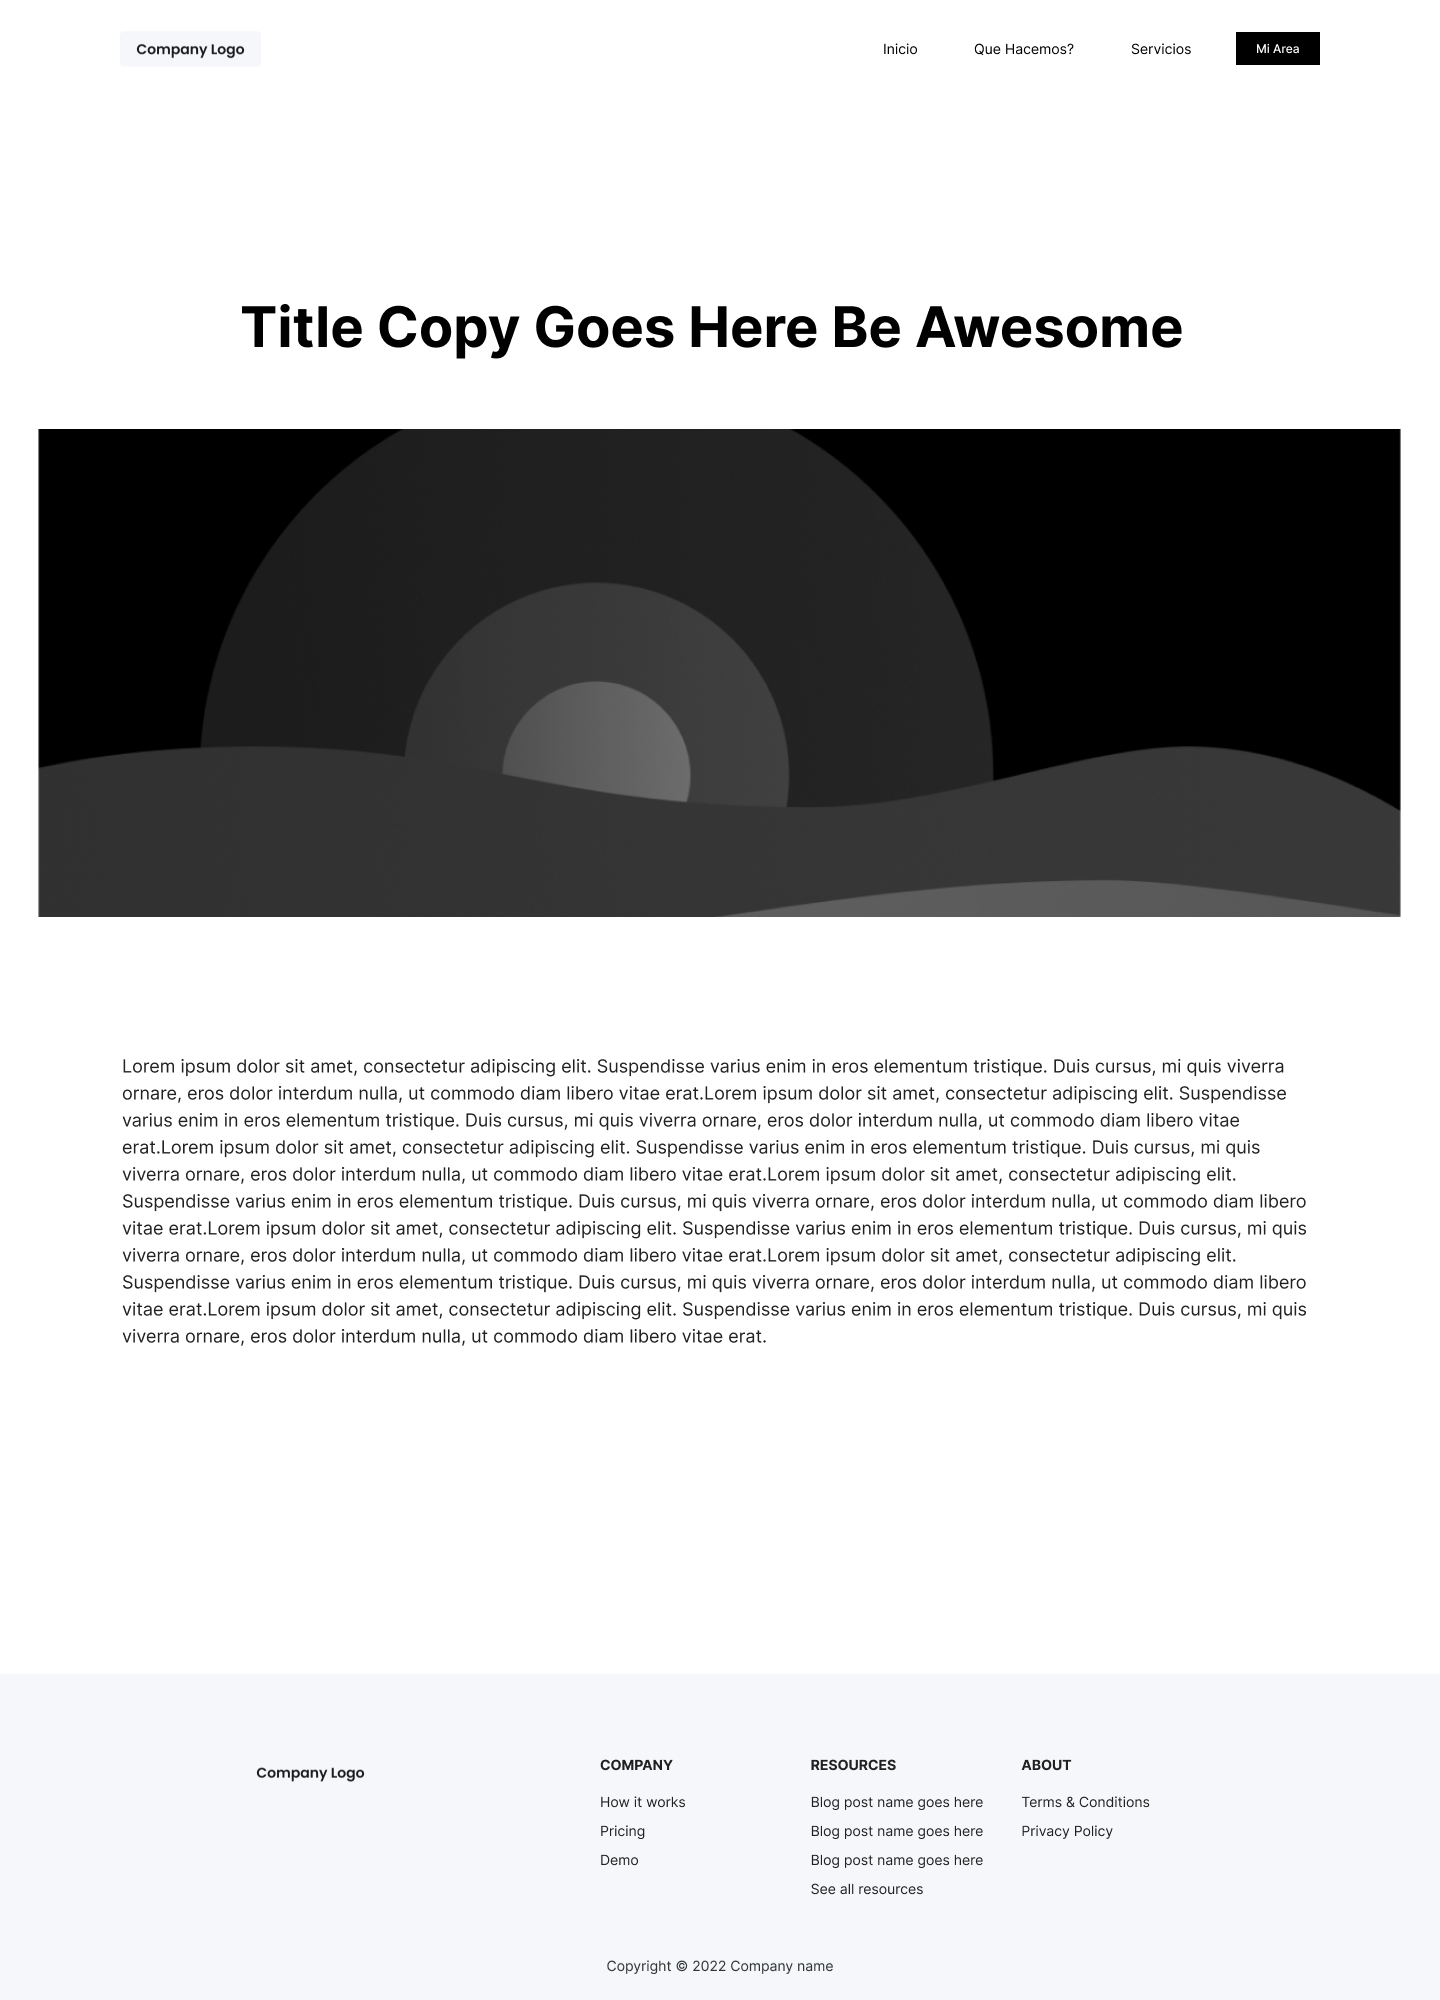 Company Logo
Inicio
Que Hacemos?
Servicios
Mi Area
Title Copy Goes Here Be Awesome
Lorem ipsum dolor sit amet, consectetur adipiscing elit. Suspendisse varius enim in eros elementum tristique. Duis cursus, mi quis viverra
ornare, eros dolor interdum nulla, ut commodo diam libero vitae erat.Lorem ipsum dolor sit amet, consectetur adipiscing elit. Suspendisse
varius enim in eros elementum tristique. Duis cursus, mi quis viverra ornare, eros dolor interdum nulla, ut commodo diam libero vitae
erat.Lorem ipsum dolor sit amet, consectetur adipiscing elit. Suspendisse varius enim in eros elementum tristique. Duis cursus, mi quis
viverra ornare, eros dolor interdum nulla, ut commodo diam libero vitae erat.Lorem ipsum dolor sit amet, consectetur adipiscing elit.
Suspendisse varius enim in eros elementum tristique. Duis cursus, mi quis viverra ornare, eros dolor interdum nulla, ut commodo diam libero
vitae erat.Lorem ipsum dolor sit amet, consectetur adipiscing elit. Suspendisse varius enim in eros elementum tristique. Duis cursus, mi quis
viverra ornare, eros dolor interdum nulla, ut commodo diam libero vitae erat.Lorem ipsum dolor sit amet, consectetur adipiscing elit.
Suspendisse varius enim in eros elementum tristique. Duis cursus, mi quis viverra ornare, eros dolor interdum nulla, ut commodo diam libero
vitae erat.Lorem ipsum dolor sit amet, consectetur adipiscing elit. Suspendisse varius enim in eros elementum tristique. Duis cursus, mi quis
viverra ornare, eros dolor interdum nulla, ut commodo diam libero vitae erat.
Company Logo
COMPANY
How it works
Pricing
Demo
RESOURCES
Blog post name goes here
Blog post name goes here
Blog post name goes here
See all resources
ABOUT
Terms & Conditions
Privacy Policy
Copyright © 2022 Company name